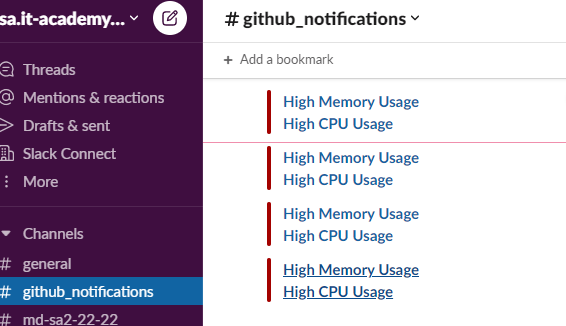 sa.it-academy...
Threads
Mentions & reactions
Drafts & sent
Slack Connect
More
Channels
# general
# github_notifications
# md-sa2-22-22
# github_notifications
+ Add a bookmark
High Memory Usage
High CPU Usage
High Memory Usage
High CPU Usage
High Memory Usage
High CPU Usage
High Memory Usage
High CPU Usage